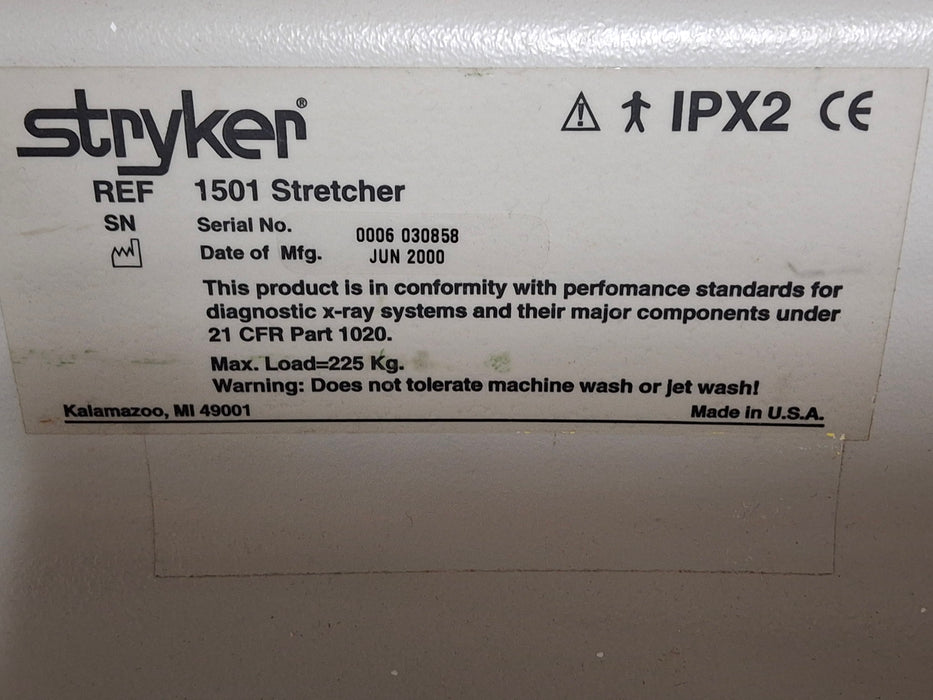 stryker®
IPX2 CE
REF 1501 Stretcher
SN Serial No. 0006 030858
Date of Mfg. JUN 2000
This product is in conformity with perfomance standards for
diagnostic x-ray systems and their major components under
21 CFR Part 1020.
Max. Load=225 Kg.
Warning: Does not tolerate machine wash or jet wash!
Kalamazoo, MI 49001 Made in U.S.A.